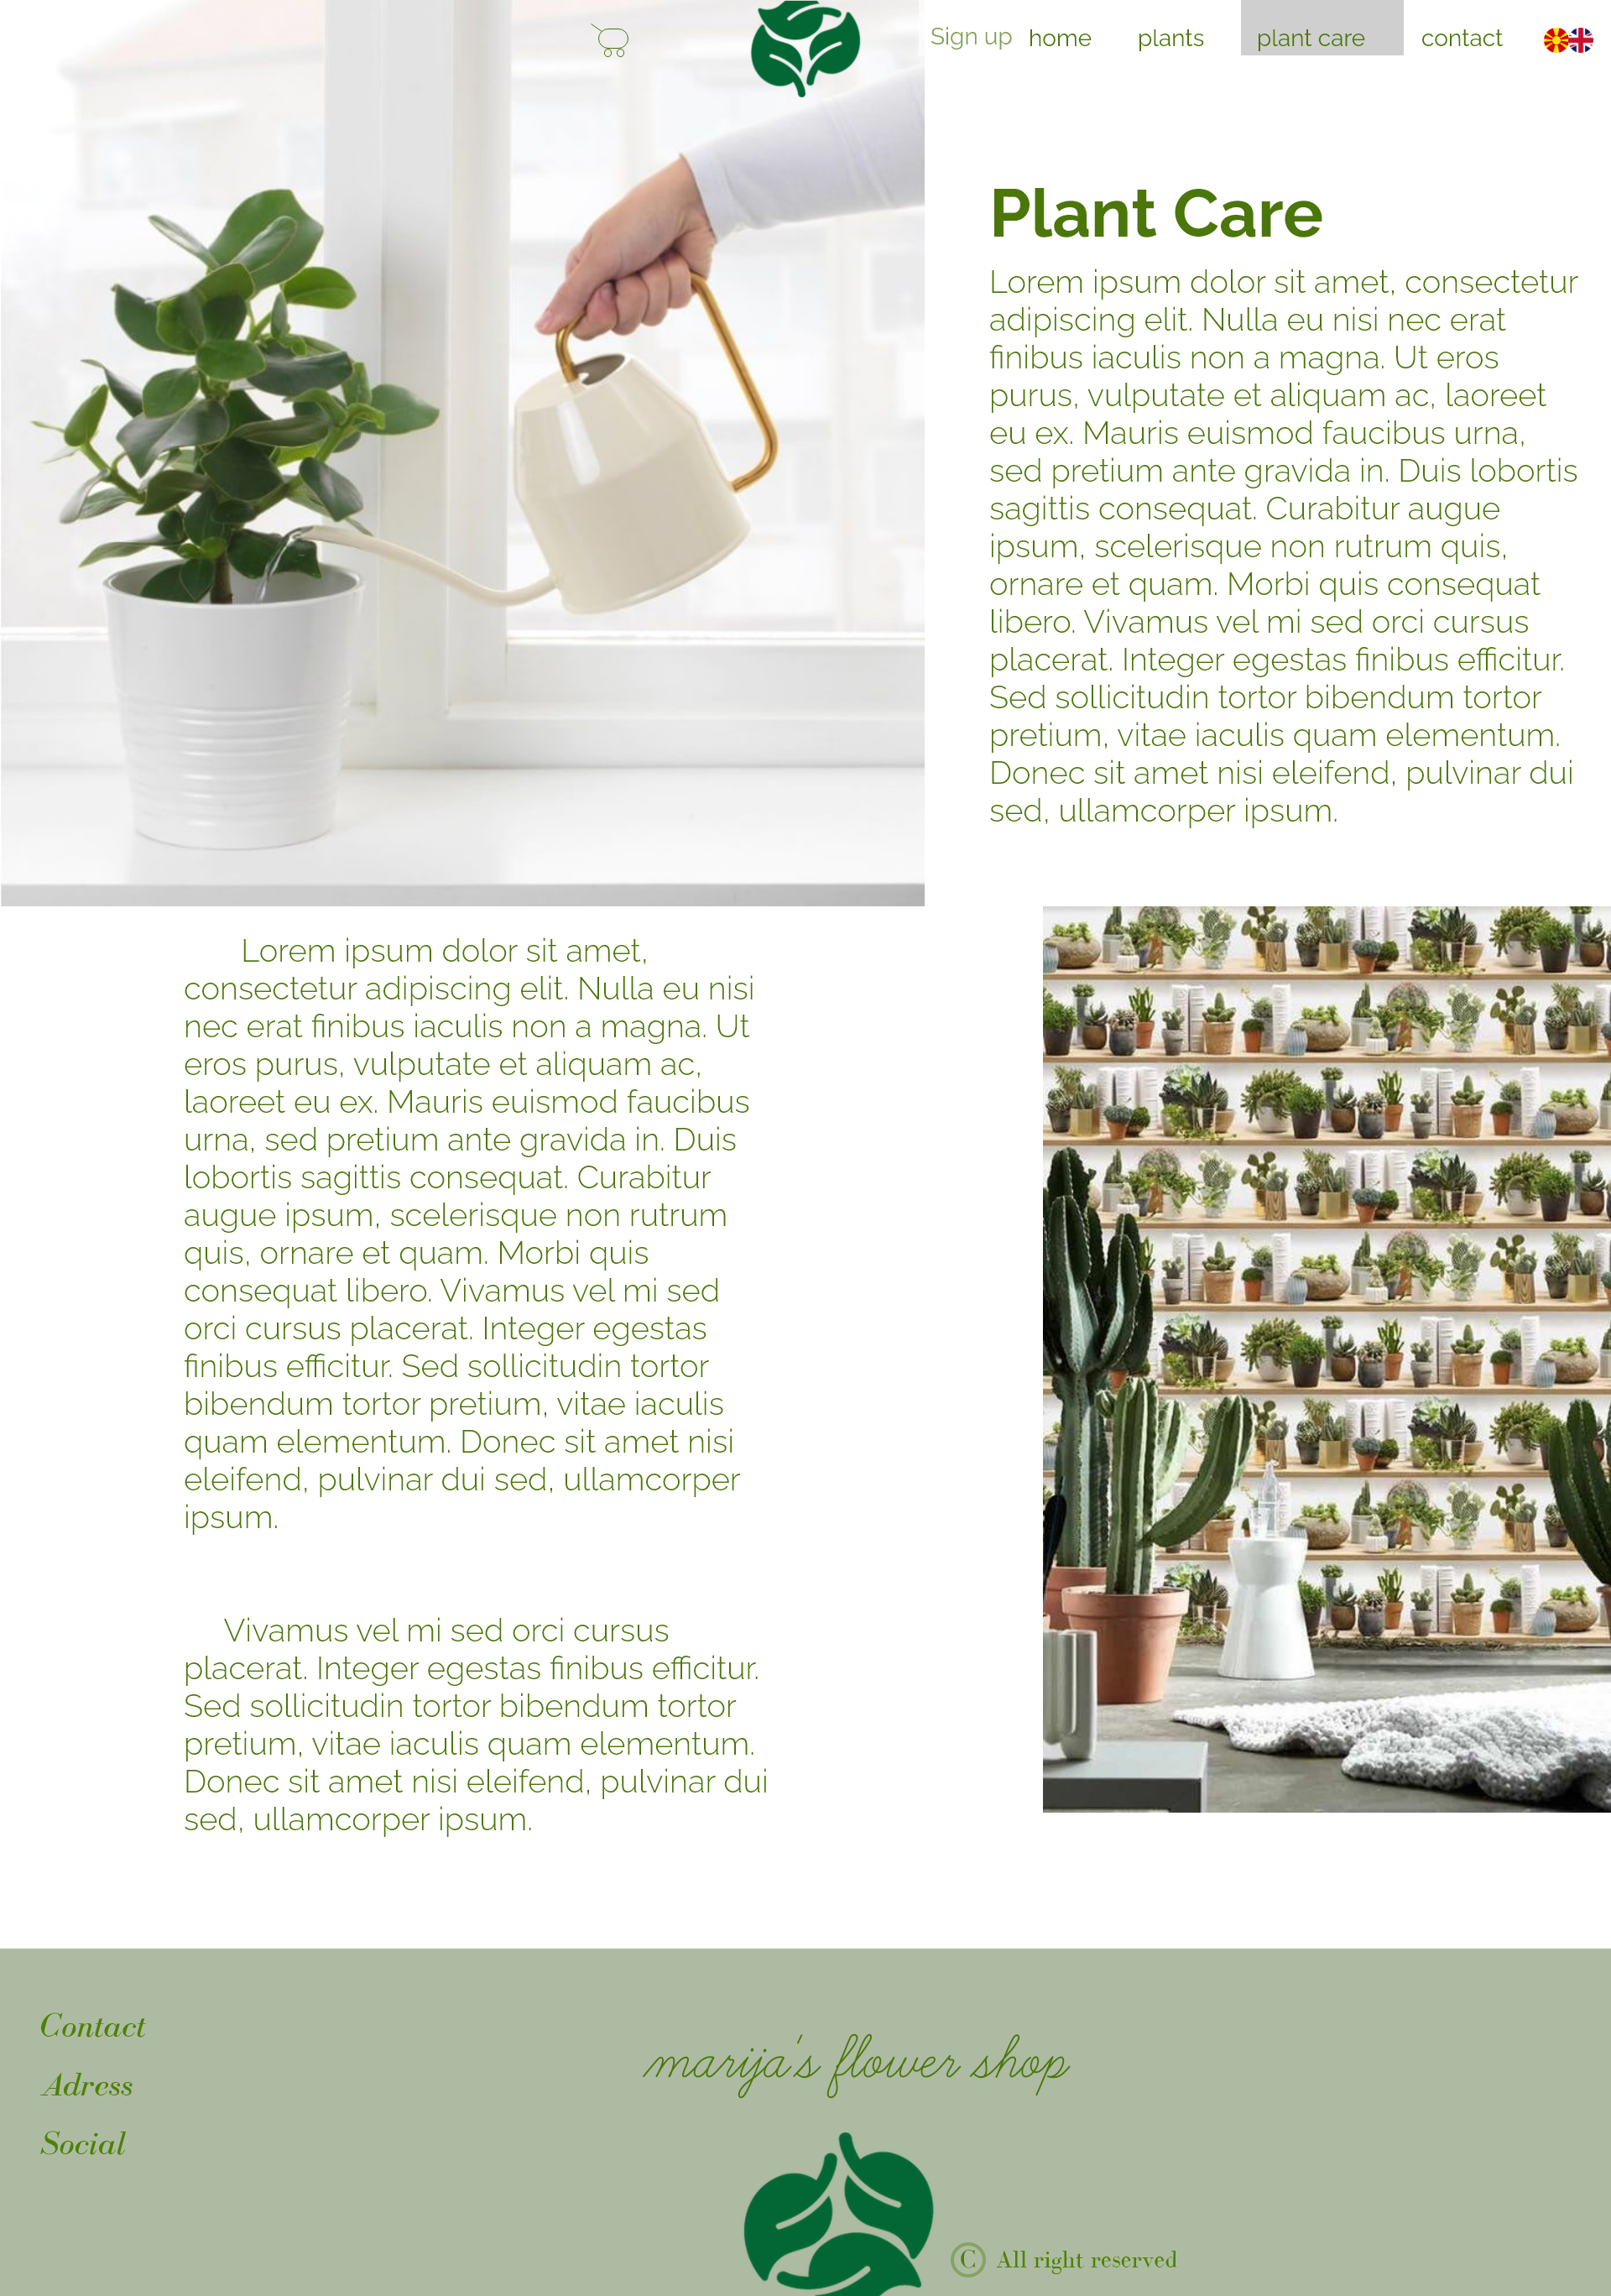 Sign up home plants plant care contact
Plant Care
Lorem ipsum dolor sit amet, consectetur
adipiscing elit. Nulla eu nisi nec erat
finibus iaculis non a magna. Ut eros
purus, vulputate et aliquam ac, laoreet
eu ex. Mauris euismod faucibus urna,
sed pretium ante gravida in. Duis lobortis
sagittis consequat. Curabitur augue
ipsum, scelerisque non rutrum quis,
ornare et quam. Morbi quis consequat
libero. Vivamus vel mi sed orci cursus
placerat. Integer egestas finibus efficitur.
Sed sollicitudin tortor bibendum tortor
pretium, vitae iaculis quam elementum.
Donec sit amet nisi eleifend, pulvinar dui
sed, ullamcorper ipsum.
Lorem ipsum dolor sit amet,
consectetur adipiscing elit. Nulla eu nisi
nec erat finibus iaculis non a magna. Ut
eros purus, vulputate et aliquam ac,
laoreet eu ex. Mauris euismod faucibus
urna, sed pretium ante gravida in. Duis
lobortis sagittis consequat. Curabitur
augue ipsum, scelerisque non rutrum
quis, ornare et quam. Morbi quis
consequat libero. Vivamus vel mi sed
orci cursus placerat. Integer egestas
finibus efficitur. Sed sollicitudin tortor
bibendum tortor pretium, vitae iaculis
quam elementum. Donec sit amet nisi
eleifend, pulvinar dui sed, ullamcorper
ipsum.
Vivamus vel mi sed orci cursus
placerat. Integer egestas finibus efficitur.
Sed sollicitudin tortor bibendum tortor
pretium, vitae iaculis quam elementum.
Donec sit amet nisi eleifend, pulvinar dui
sed, ullamcorper ipsum.
Contact
Adress
Social
marija's flower shop
© All right reserved